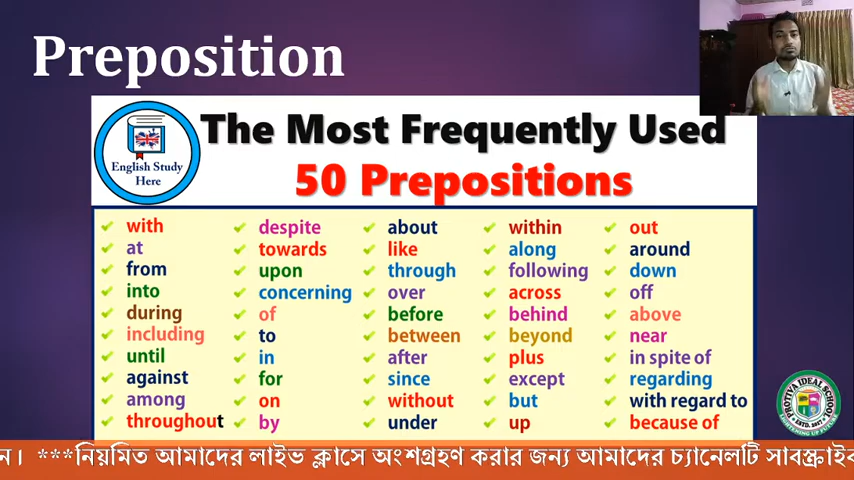 Preposition
The Most Frequently Used
50 Prepositions
English Study
Here
with
at
from
into
during
including
until
against
among
throughout
despite
towards
upon
concerning
of
to
in
for
on
by
about
like
through
over
before
between
after
since
without
under
within
along
following
across
behind
beyond
plus
except
but
up
out
around
down
off
above
near
in spite of
regarding
with regard to
because of
PROTIVA IDEAL SCHOOL
ন। ***নিয়মিত আমাদের লাইভ ক্লাসে অংশগ্রহণ করার জন্য আমাদের চ্যানেলটি সাবস্ক্রাইব